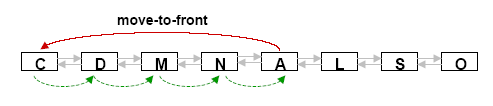 move-to-front
C D M N A L S O